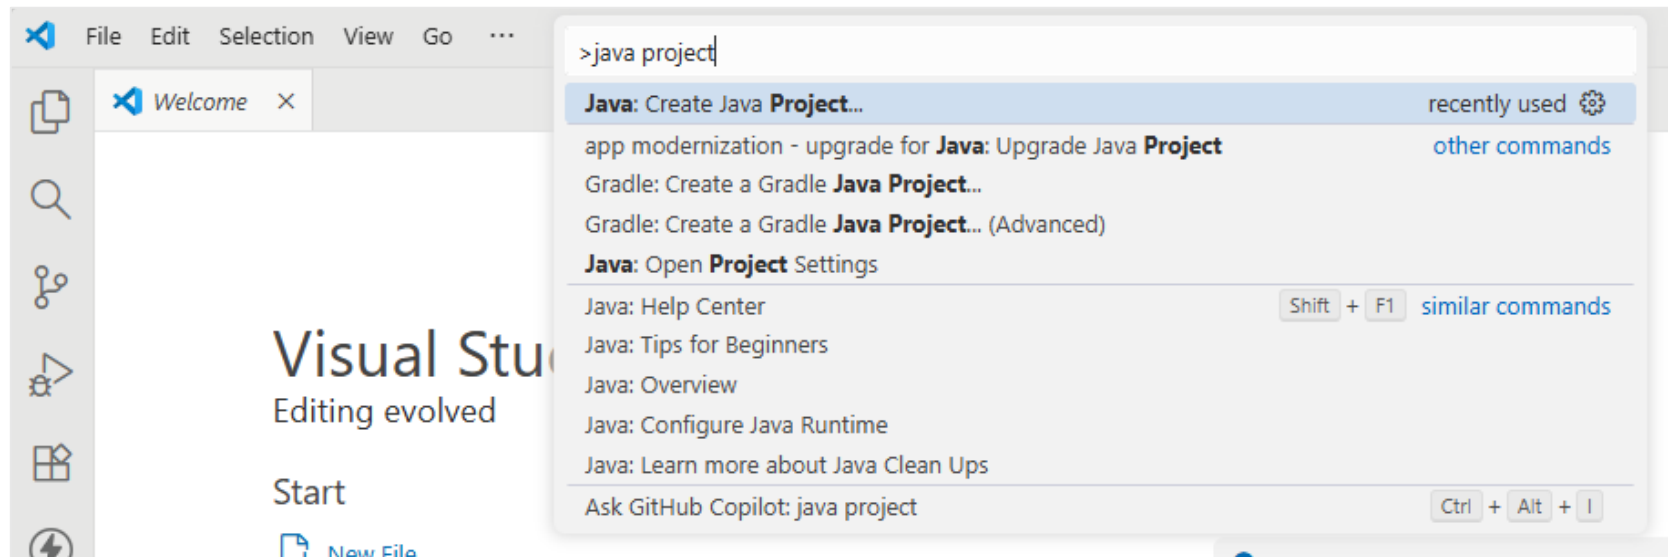 File Edit Selection View Go ···
>java project
Welcome
Java: Create Java Project... recently used
app modernization - upgrade for Java: Upgrade Java Project other commands
Gradle: Create a Gradle Java Project...
Gradle: Create a Gradle Java Project... (Advanced)
Java: Open Project Settings
Java: Help Center Shift + F1 similar commands
Java: Tips for Beginners
Java: Overview
Java: Configure Java Runtime
Java: Learn more about Java Clean Ups
Ask GitHub Copilot: java project Ctrl + Alt + I
Visual Stu
Editing evolved
Start
New File